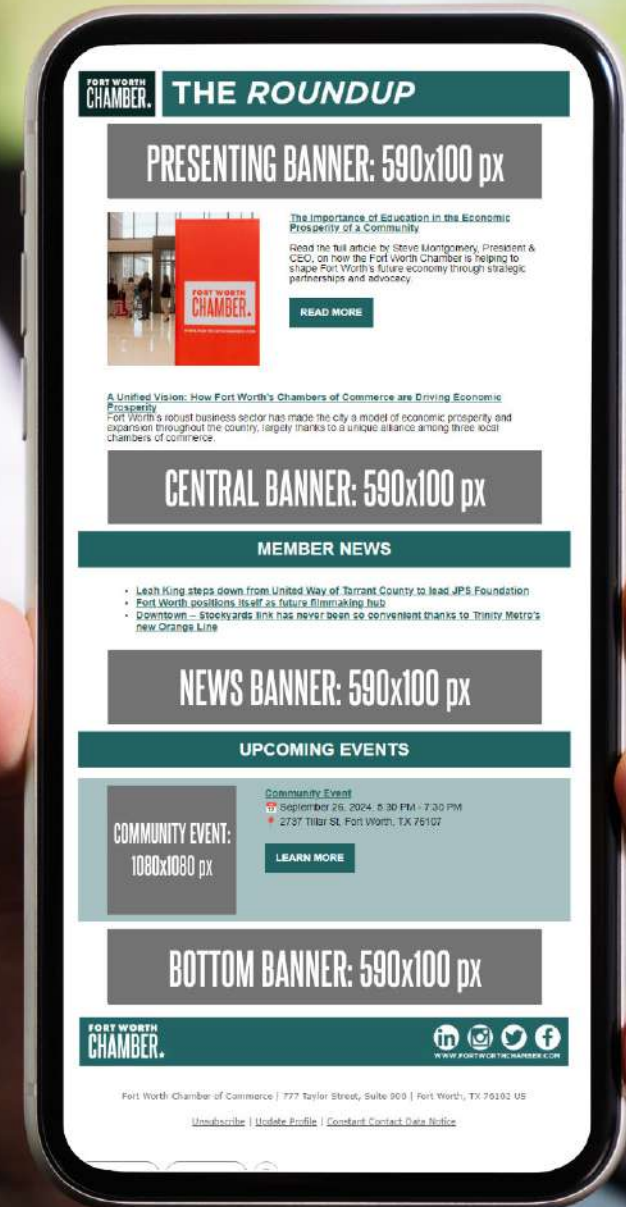 FORT WORTH
CHAMBER.
THE ROUNDUP
PRESENTING BANNER: 590x100 px
The Importance of Education in the Economic
Prosperity of a Community
Read the full article by Steve Montgomery, President &
CEO, on how the Fort Worth Chamber is helping to
shape Fort Worth's future economy through strategic
partnerships and advocacy.
READ MORE
FORT WORTH
CHAMBER.
WWW.FORTWORTHCHAMBER.COM
A Unified Vision: How Fort Worth's Chambers of Commerce are Driving Economic
Prosperity
Fort Worth's robust business sector has made the city a model of economic prosperity and
expansion throughout the country, largely thanks to a unique alliance among three local
chambers of commerce.
CENTRAL BANNER: 590x100 px
MEMBER NEWS
• Leah King steps down from United Way of Tarrant County to lead JPS Foundation
• Fort Worth positions itself as future filmmaking hub
• Downtown – Stockyards link has never been so convenient thanks to Trinity Metro's
new Orange Line
NEWS BANNER: 590x100 px
UPCOMING EVENTS
COMMUNITY EVENT:
1080x1080 px
Community Event
September 26, 2024, 5:30 PM - 7:30 PM
2737 Tillar St, Fort Worth, TX 76107
LEARN MORE
BOTTOM BANNER: 590x100 px
FORT WORTH
CHAMBER.
WWW.FORTWORTHCHAMBER.COM
Fort Worth Chamber of Commerce | 777 Taylor Street, Suite 900 | Fort Worth, TX 76102 US
Unsubscribe | Update Profile | Constant Contact Data Notice